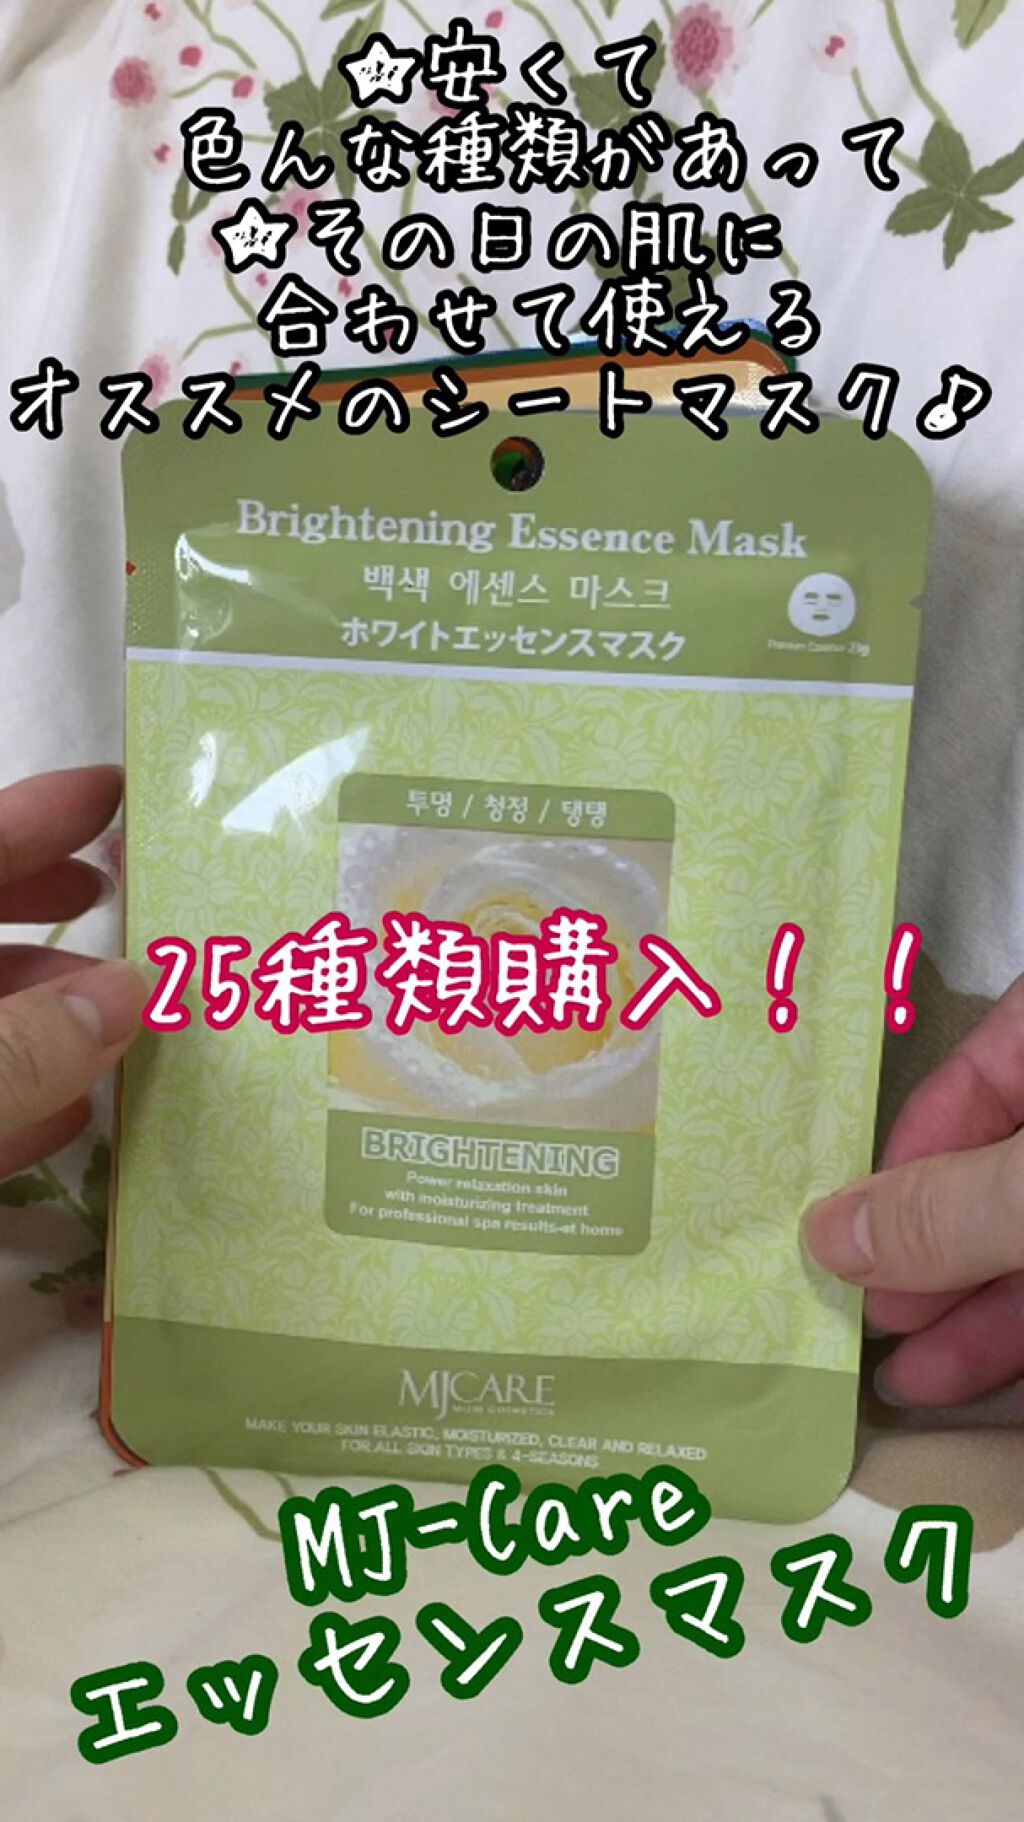 ★安くて
色んな種類があって
★その日の肌に
合わせて使える
オススメのシートマスク♪
Brightening Essence Mask
백색 에센스 마스크
ホワイトエッセンスマスク
23g
투명 / 청정 / 탱탱
25種類購入！！
BRIGHTENING
Power relaxation skin
with moisturizing treatment
For professional spa results-at home
MJCARE
MIJIN COSMETICS
MAKE YOUR SKIN ELASTIC, MOISTURIZED, CLEAR AND RELAXED
FOR ALL SKIN TYPES & 4-SEASONS
MJ-Care
エッセンスマスク